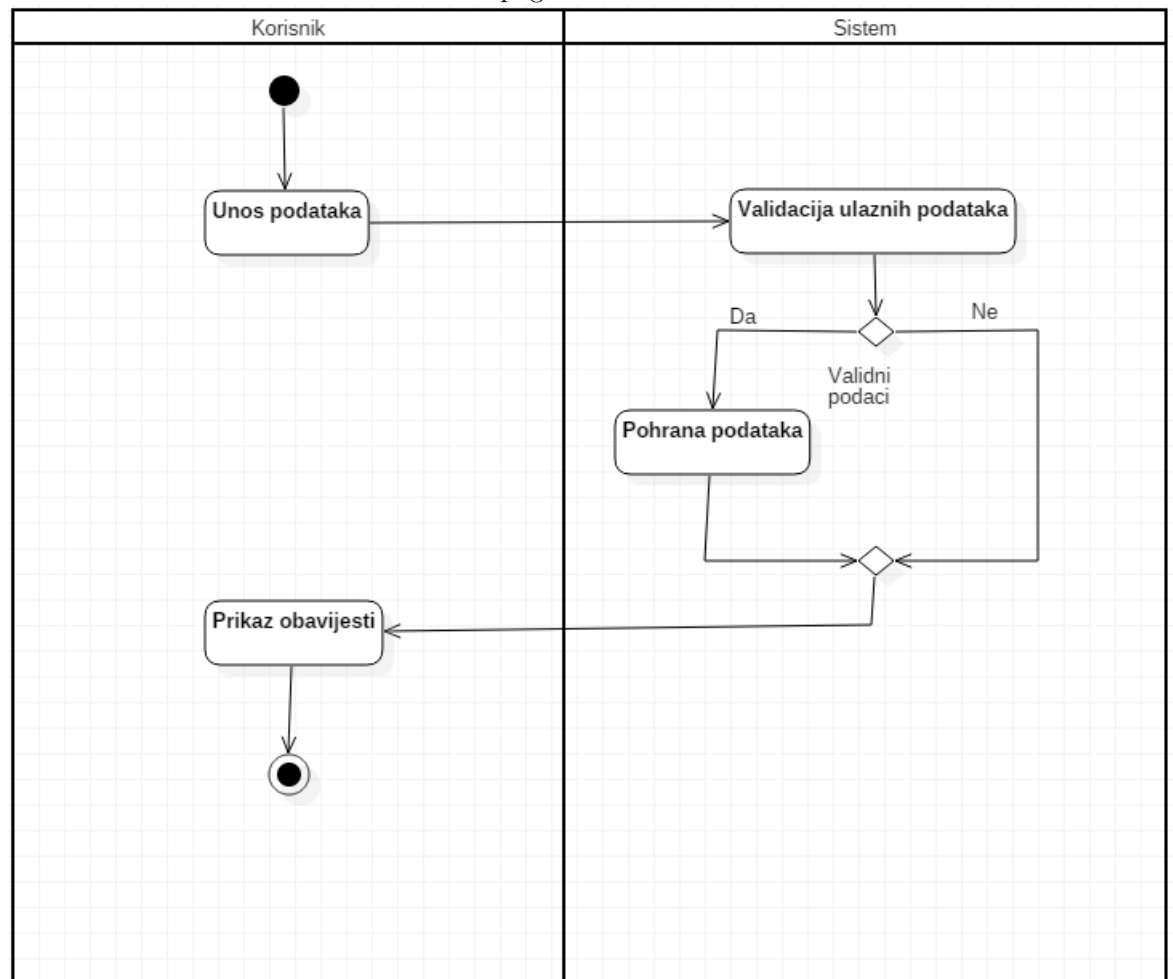 Korisnik
Sistem
Unos podataka
Validacija ulaznih podataka
Da
Ne
Validni
podaci
Pohrana podataka
Prikaz obavijesti